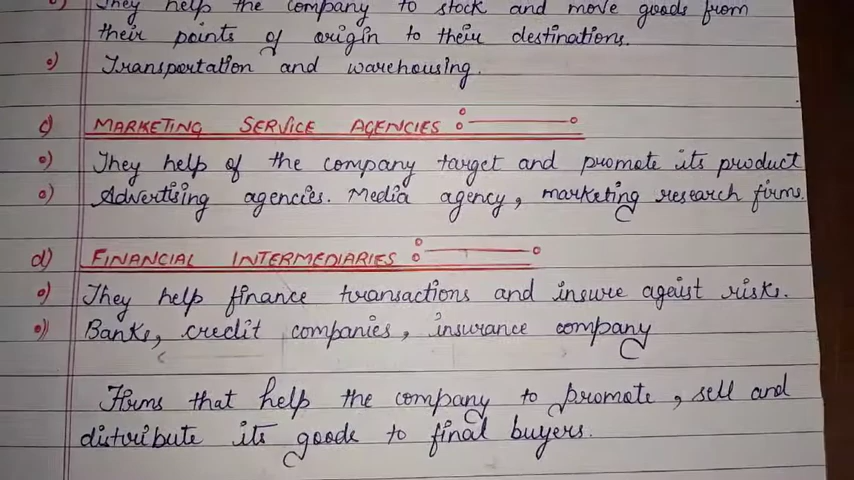 They help the company to stock and move goods from
their points of origin to their destinations.
Transportation and warehousing.
c) MARKETING SERVICE AGENCIES
They help of the company target and promote its product
Advertising agencies. Media agency, marketing research firms.
d) FINANCIAL INTERMEDIARIES
They help finance transactions and insure agaist risks.
Banks, credit companies, insurance company
Firms that help the company to promote, sell and
distribute its goods to final buyers.